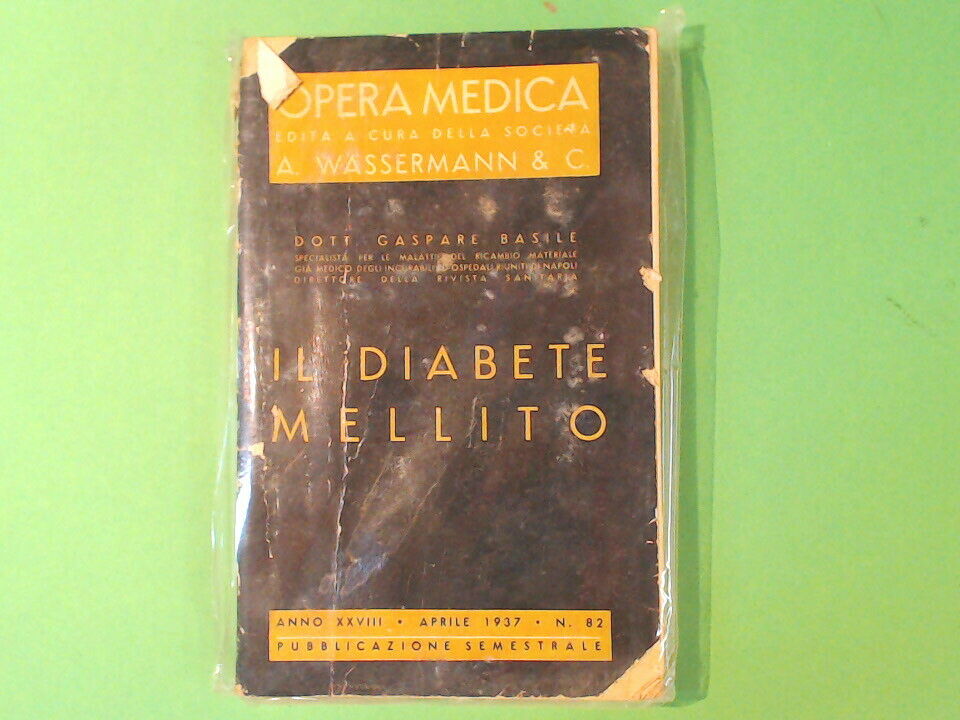 OPERA MEDICA
EDITA A CURA DELLA SOCIETÀ
A. WASSERMANN & C.
DOTT. GASPARE BASILE
SPECIALISTA PER LE MALATTIE DEL RICAMBIO MATERIALE
GIÀ MEDICO DEGLI INCURABILI OSPEDALI RIUNITI DI NAPOLI
DIRETTORE DELLA RIVISTA SANITARIA
IL DIABETE
MELLITO
ANNO XXVIII • APRILE 1937 • N. 82
PUBBLICAZIONE SEMESTRALE